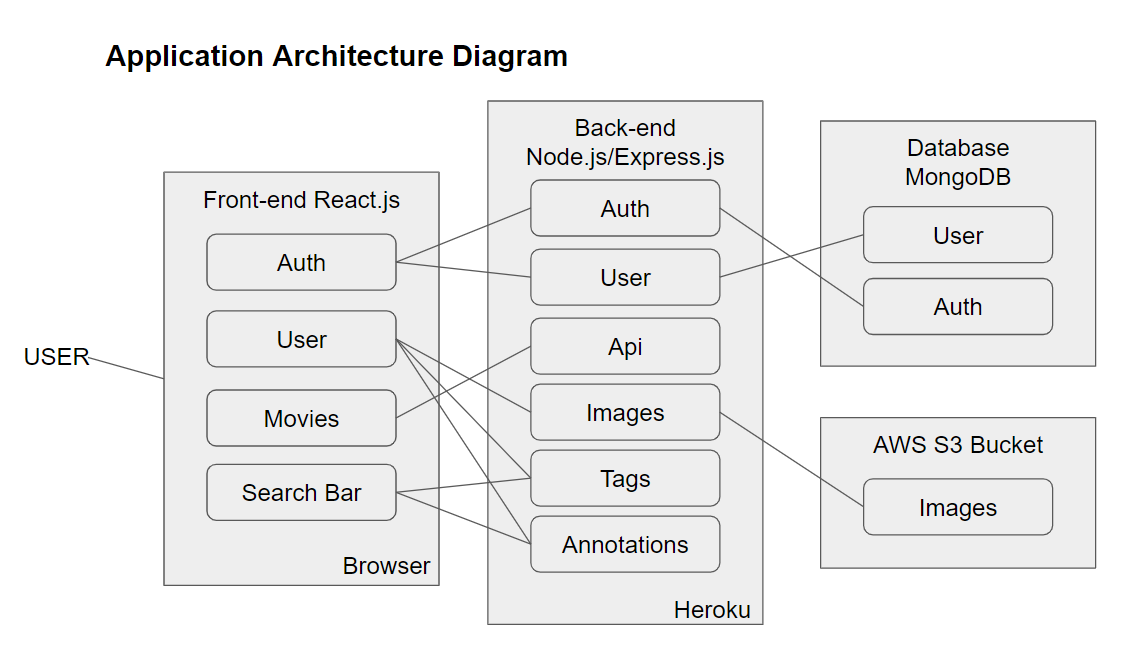 Application Architecture Diagram
USER
Front-end React.js
Auth
User
Movies
Search Bar
Browser
Back-end
Node.js/Express.js
Auth
User
Api
Images
Tags
Annotations
Heroku
Database
MongoDB
User
Auth
AWS S3 Bucket
Images